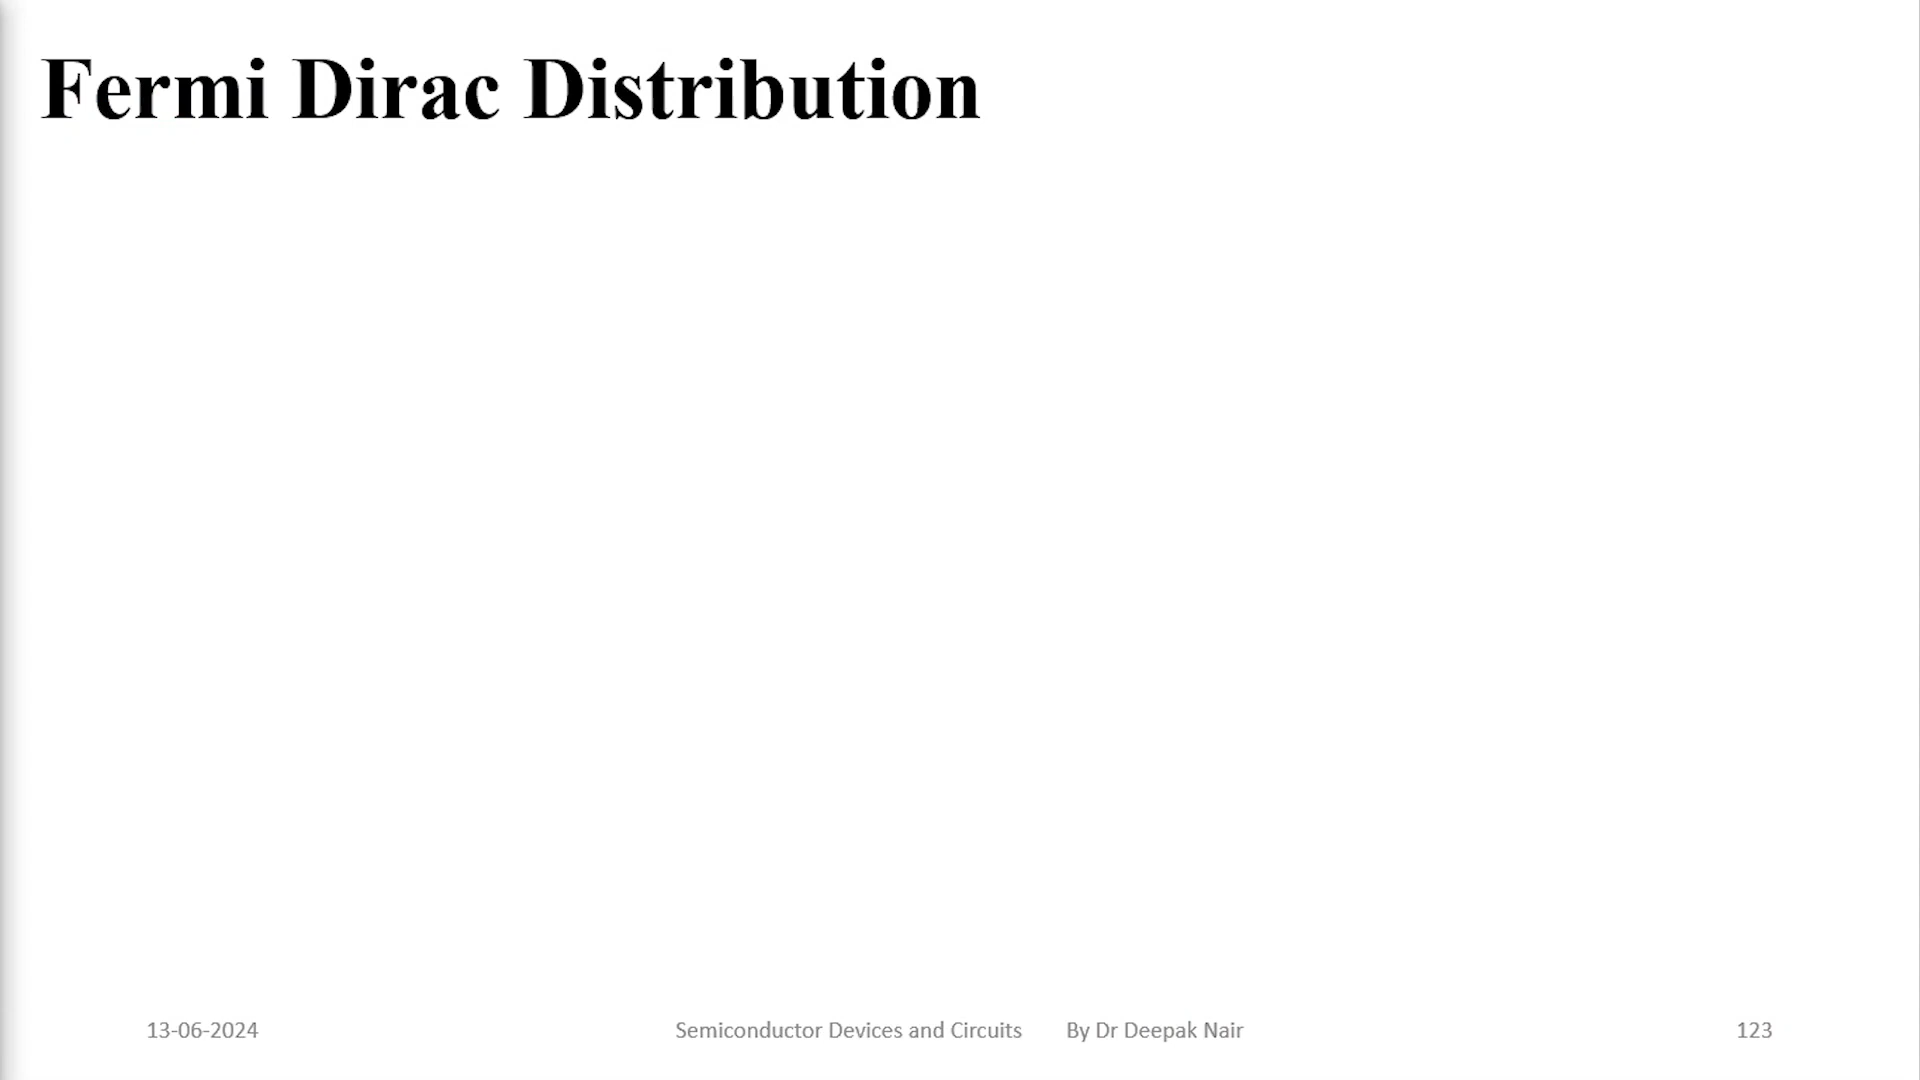 Fermi Dirac Distribution
13-06-2024 Semiconductor Devices and Circuits By Dr Deepak Nair 123